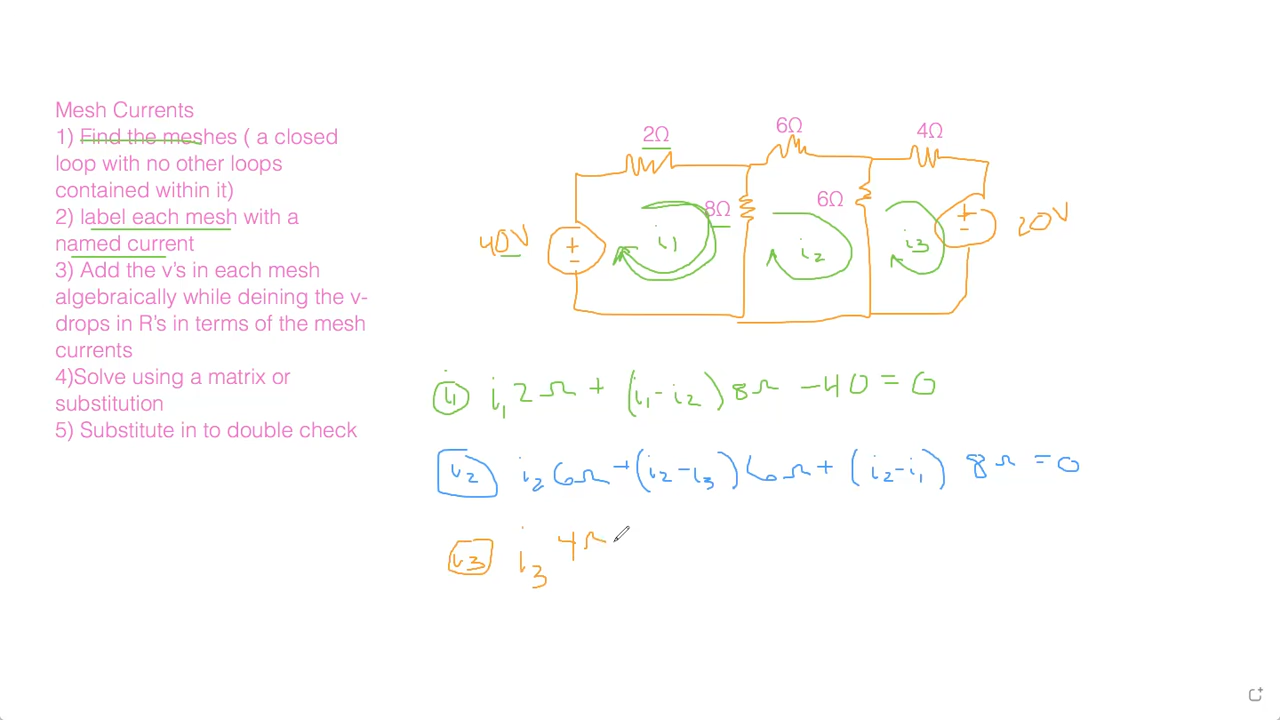 Mesh Currents
1) Find the meshes ( a closed
loop with no other loops
contained within it)
2) label each mesh with a
named current
3) Add the v's in each mesh
algebraically while deining the v-
drops in R's in terms of the mesh
currents
4)Solve using a matrix or
substitution
5) Substitute in to double check
2Ω
6Ω
4Ω
8Ω
6Ω
40V
+
-
i1
i2
i3
+
-
20V
i1 i1 2Ω + (i1 - i2) 8Ω - 40 = 0
i2 i2 6Ω + (i2 - i3) 6Ω + (i2 - i1) 8Ω = 0
i3 i3 4Ω